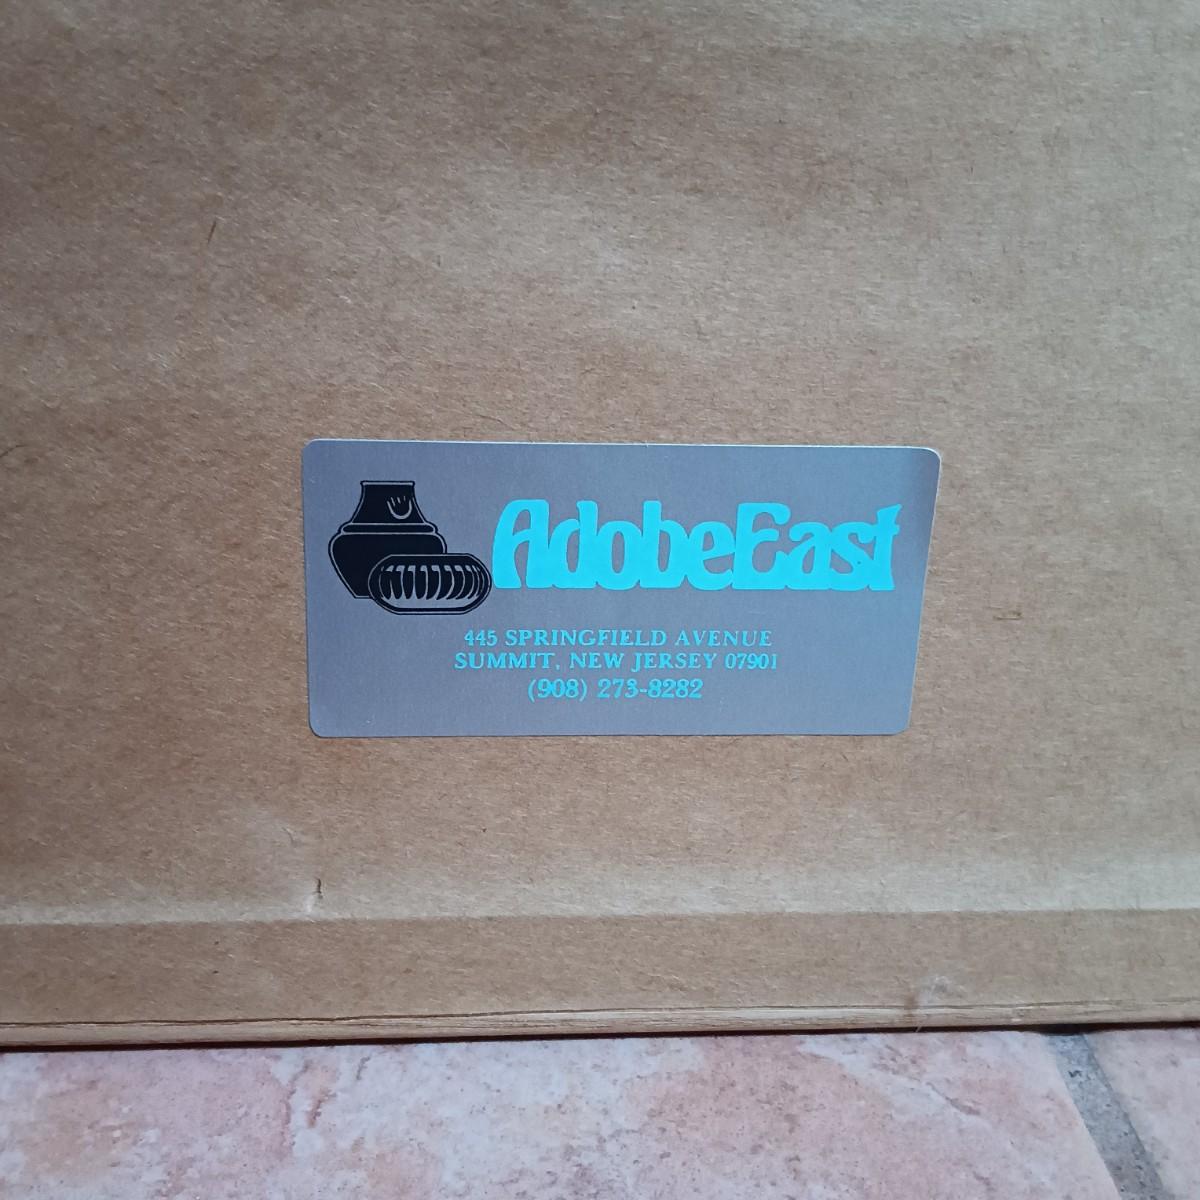 AdobeEast
445 SPRINGFIELD AVENUE
SUMMIT, NEW JERSEY 07901
(908) 273-8282